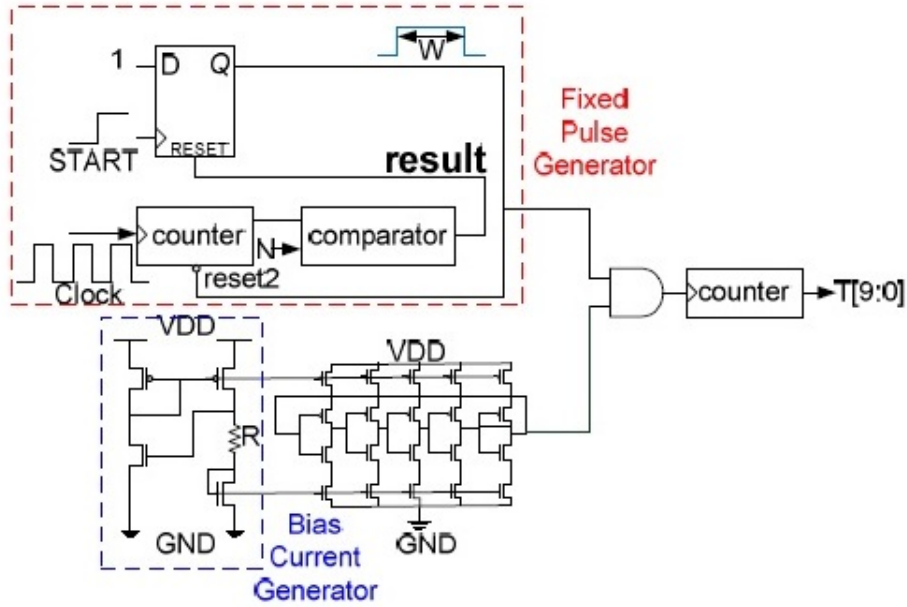 1
D
Q
W
START
RESET
result
Fixed
Pulse
Generator
counter
N
comparator
reset2
Clock
counter
T[9:0]
VDD
VDD
R
GND
GND
Bias
Current
Generator